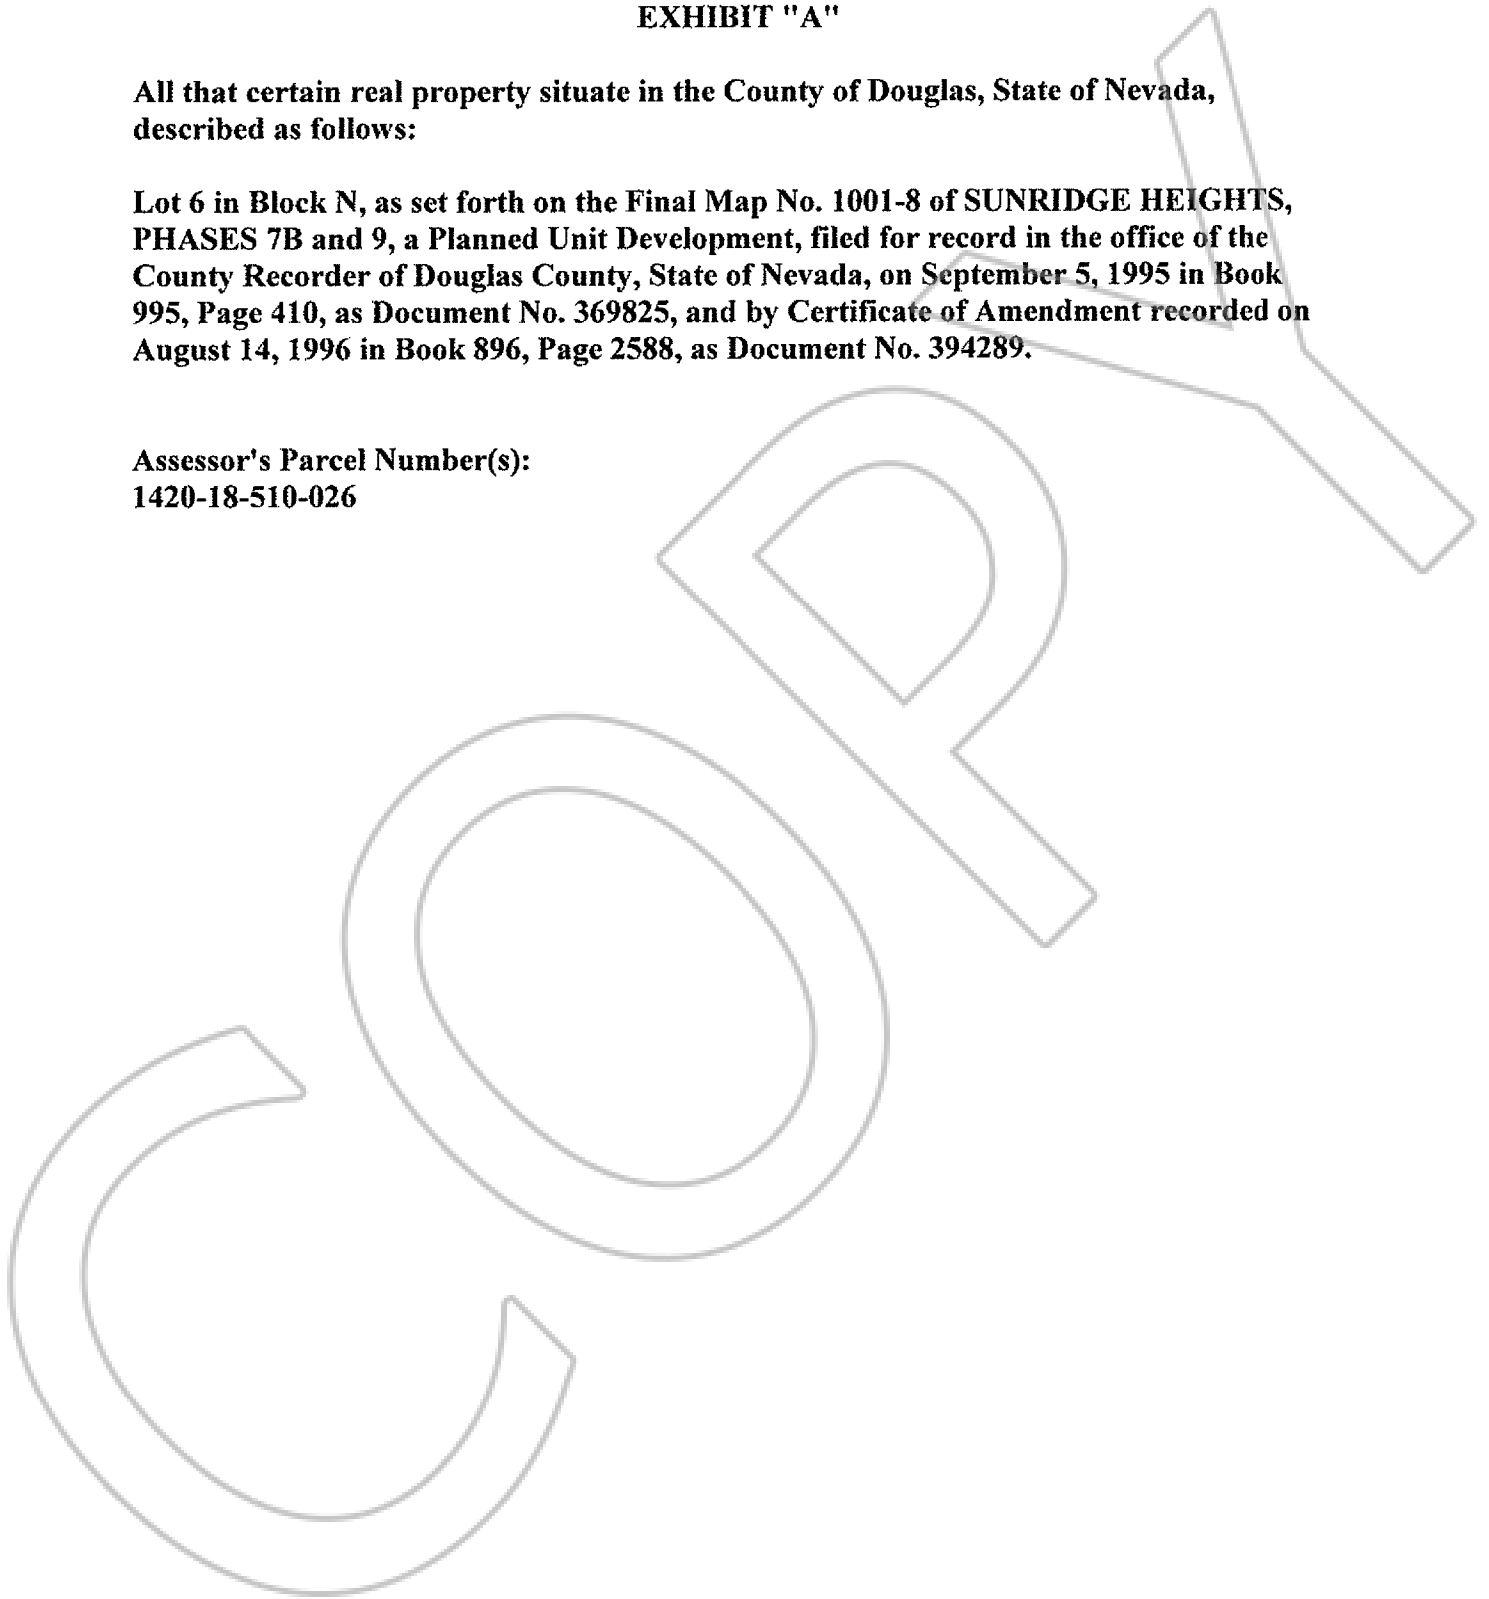 EXHIBIT "A"
All that certain real property situate in the County of Douglas, State of Nevada,
described as follows:
Lot 6 in Block N, as set forth on the Final Map No. 1001-8 of SUNRIDGE HEIGHTS,
PHASES 7B and 9, a Planned Unit Development, filed for record in the office of the
County Recorder of Douglas County, State of Nevada, on September 5, 1995 in Book
995, Page 410, as Document No. 369825, and by Certificate of Amendment recorded on
August 14, 1996 in Book 896, Page 2588, as Document No. 394289.
Assessor's Parcel Number(s):
1420-18-510-026
COPY